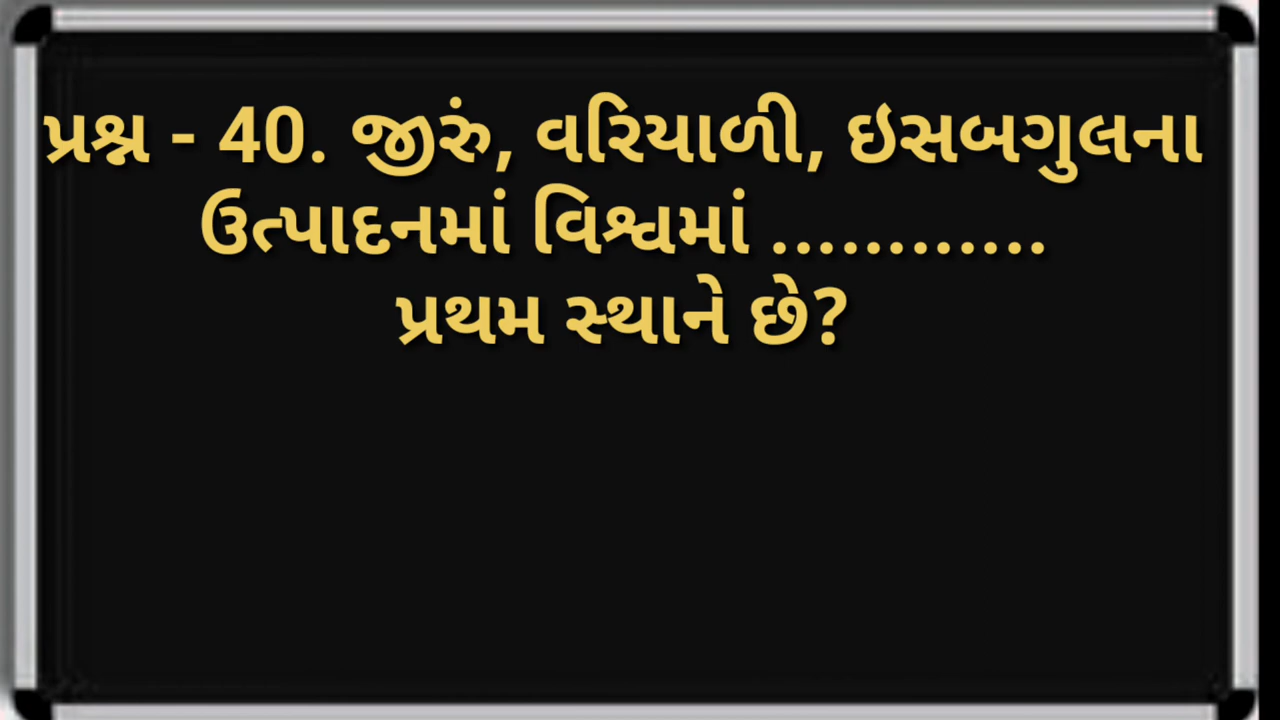 પ્રશ્ન - 40. જીરું, વરિયાળી, ઇસબગુલના
ઉત્પાદનમાં વિશ્વમાં ............
પ્રથમ સ્થાને છે?